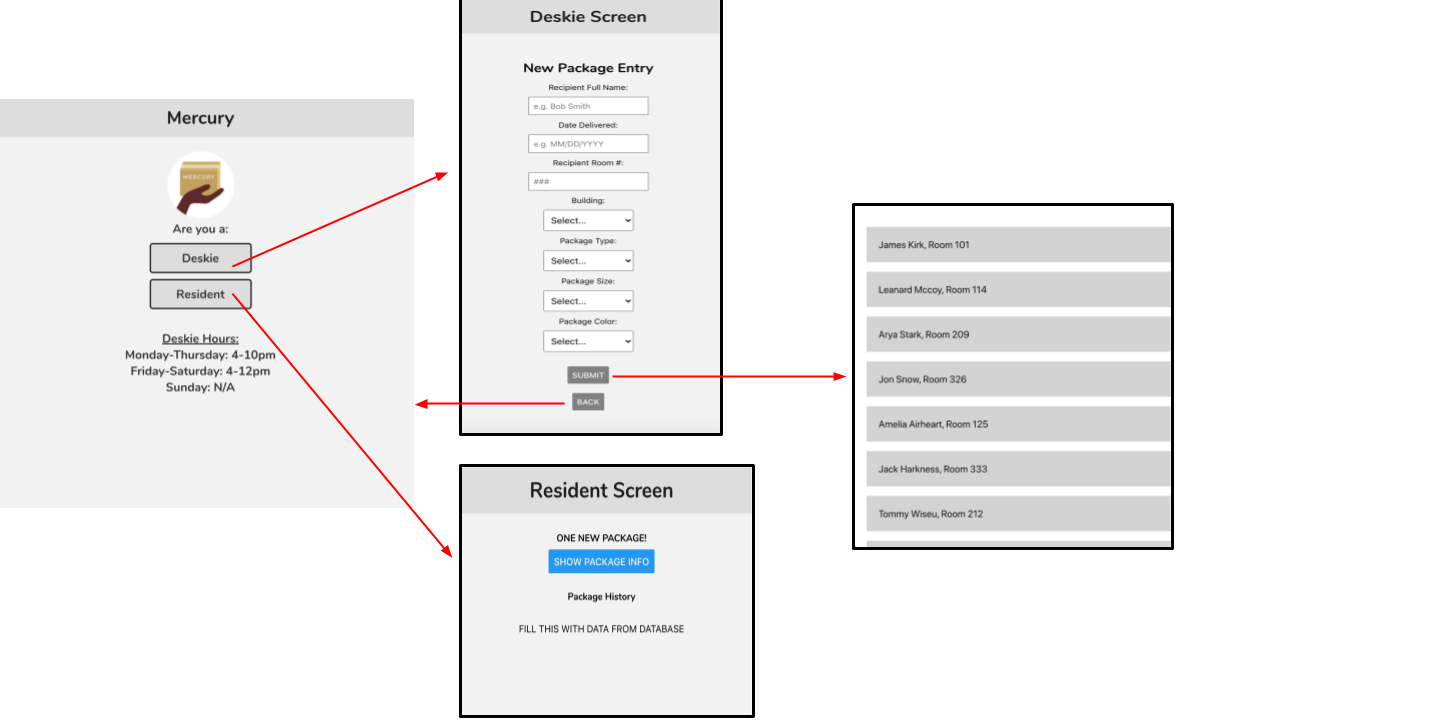 Mercury
MERCURY
Are you a:
Deskie
Resident
Deskie Hours:
Monday-Thursday: 4-10pm
Friday-Saturday: 4-12pm
Sunday: N/A
Deskie Screen
New Package Entry
Recipient Full Name:
e.g. Bob Smith
Date Delivered:
e.g. MM/DD/YYYY
Recipient Room #:
###
Building:
Select...
Package Type:
Select...
Package Size:
Select...
Package Color:
Select...
SUBMIT
BACK
Resident Screen
ONE NEW PACKAGE!
SHOW PACKAGE INFO
Package History
FILL THIS WITH DATA FROM DATABASE
James Kirk, Room 101
Leanard Mccoy, Room 114
Arya Stark, Room 209
Jon Snow, Room 326
Amelia Airheart, Room 125
Jack Harkness, Room 333
Tommy Wiseu, Room 212